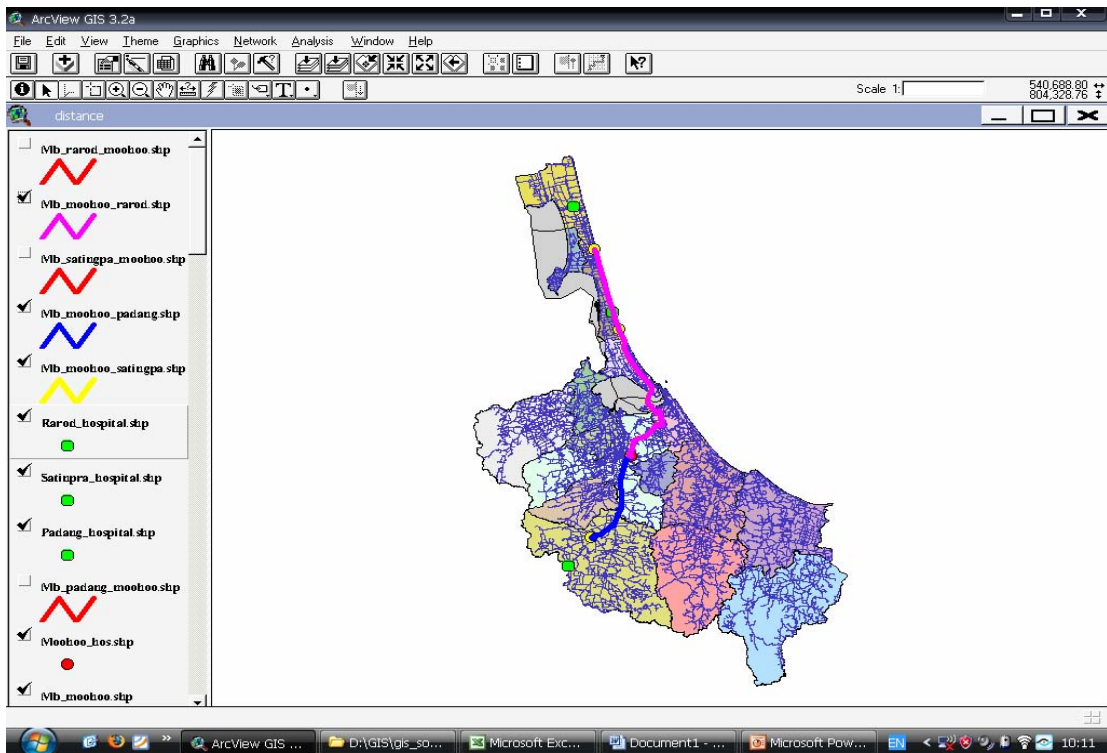 ArcView GIS 3.2a
File Edit View Theme Graphics Network Analysis Window Help
Scale 1:
540,688.80
804,328.76
distance
Mb_rarod_moohoo.shp
Mb_moohoo_rarod.shp
Mb_satingpa_moohoo.shp
Mb_moohoo_padang.shp
Mb_moohoo_satingpa.shp
Rarod_hospital.shp
Satinpra_hospital.shp
Padang_hospital.shp
Mb_padang_moohoo.shp
Moohoo_hos.shp
Mb_moohoo.shp
ArcView GIS ... D:\GIS\gis_so... Microsoft Exc... Document1 - ... Microsoft Pow... EN 10:11